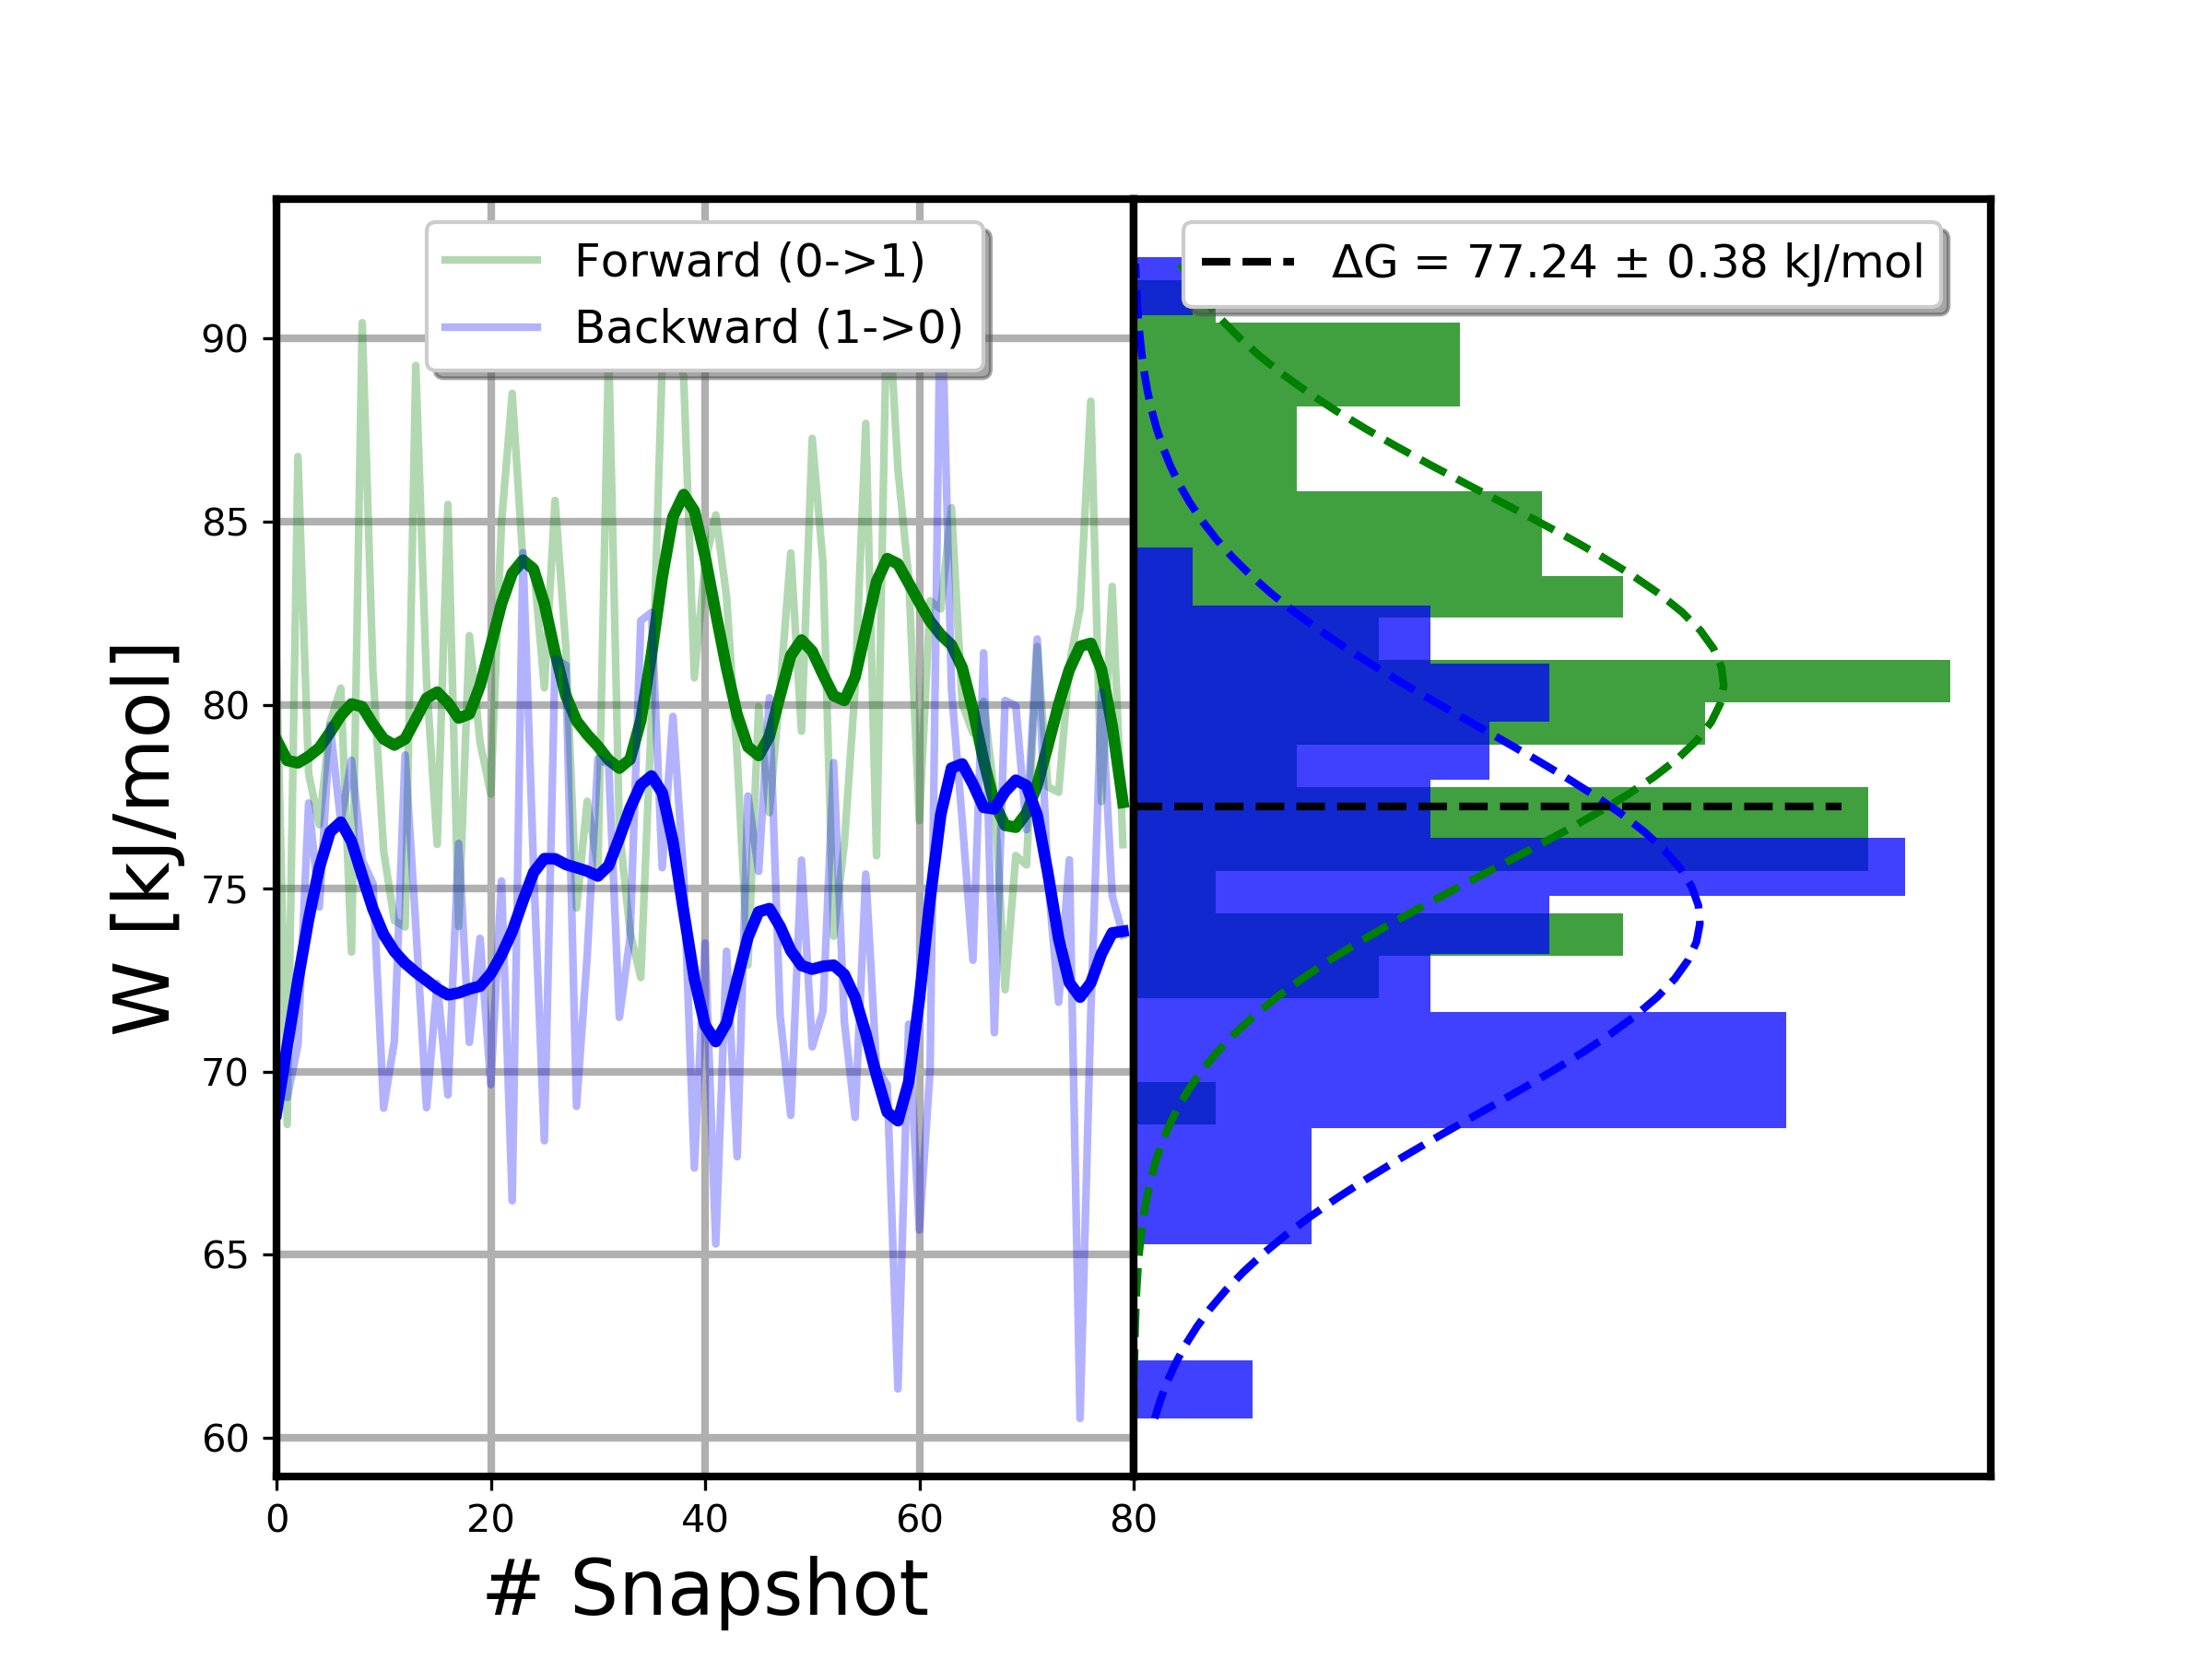 Forward (0->1)
Backward (1->0)
ΔG = 77.24 ± 0.38 kJ/mol
W [kJ/mol]
90
85
80
75
70
65
60
0 20 40 60 80
# Snapshot